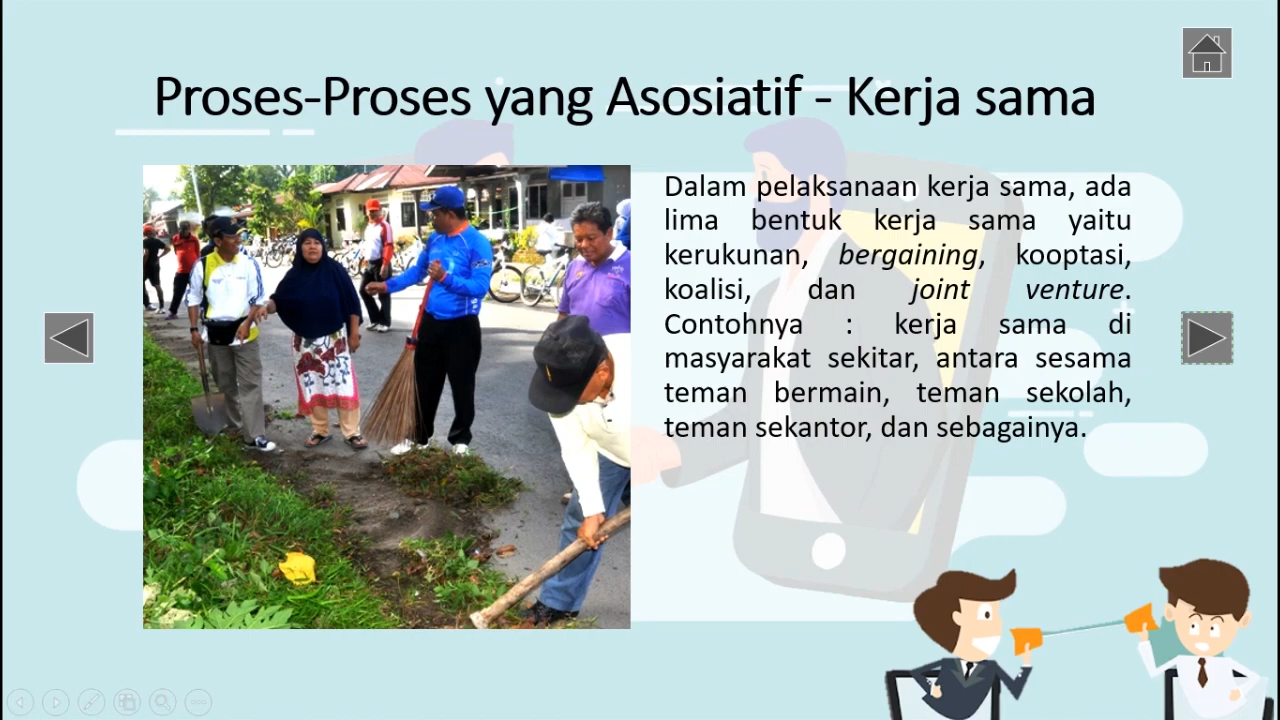 Proses-Proses yang Asosiatif - Kerja sama
Dalam pelaksanaan kerja sama, ada
lima bentuk kerja sama yaitu
kerukunan, bergaining, kooptasi,
koalisi, dan joint venture.
Contohnya : kerja sama di
masyarakat sekitar, antara sesama
teman bermain, teman sekolah,
teman sekantor, dan sebagainya.